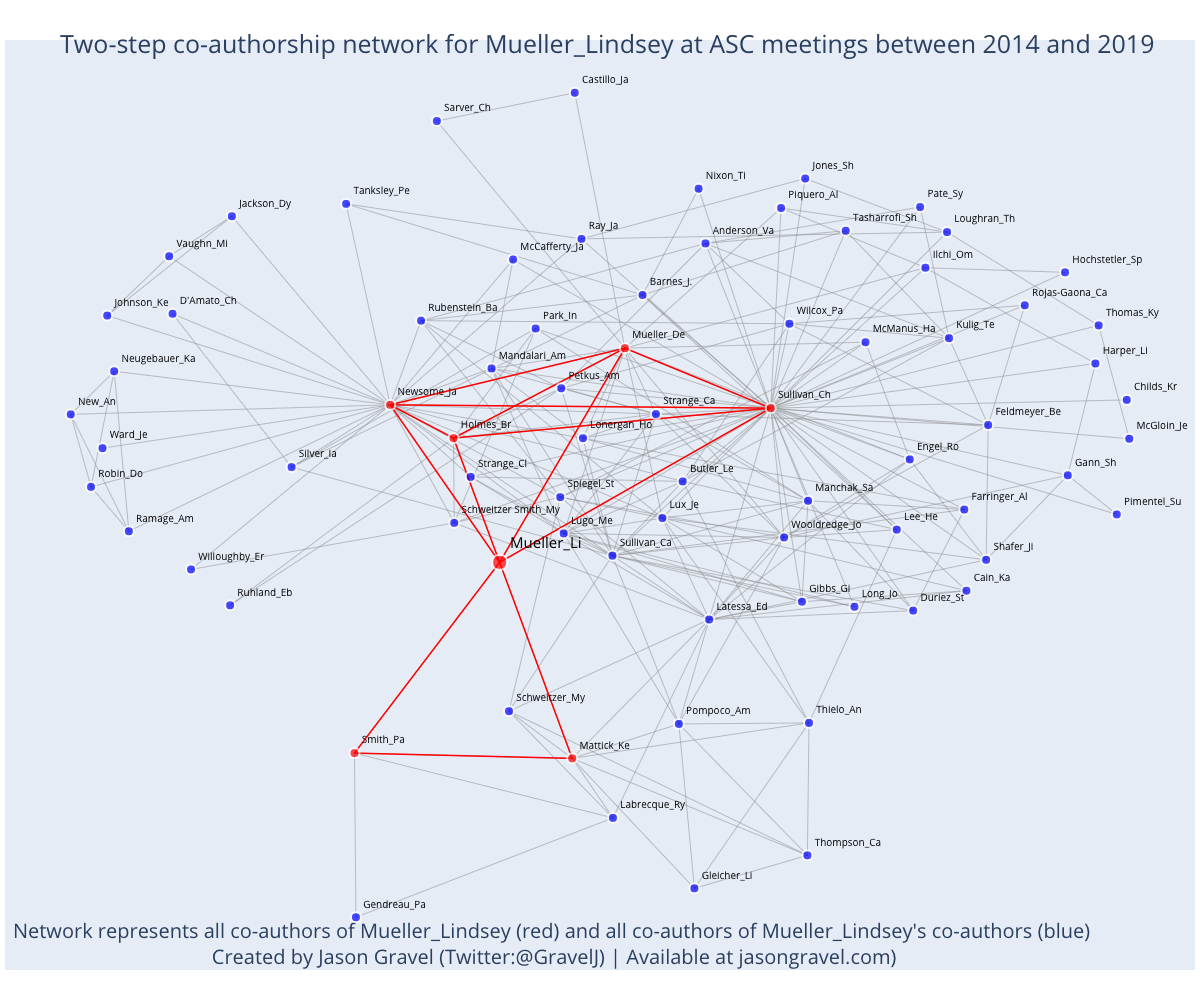 Two-step co-authorship network for Mueller_Lindsey at ASC meetings between 2014 and 2019
Castillo_Ja
Sarver_Ch
Jones_Sh
Nixon_Ti
Tanksley_Pe
Piquero_Al
Pate_Sy
Jackson_Dy
Tasharrofi_Sh
Loughran_Th
Ray_Ja
Anderson_Va
Vaughn_Mi
McCafferty_Ja
Ilchi_Om
Hochstetler_Sp
Barnes_J.
Rojas-Gaona_Ca
Johnson_Ke
D'Amato_Ch
Rubenstein_Ba
Park_In
Wilcox_Pa
Thomas_Ky
Mueller_De
McManus_Ha
Kulig_Te
Neugebauer_Ka
Mandalari_Am
Harper_Li
Petkus_Am
Newsome_Ja
Sullivan_Ch
Childs_Kr
New_An
Strange_Ca
Holmes_Br
Lonergan_Ho
Feldmeyer_Be
McGloin_Je
Ward_Je
Silver_Ia
Engel_Ro
Robin_Do
Strange_Cl
Butler_Le
Gann_Sh
Spiegel_St
Manchak_Sa
Farringer_Al
Pimentel_Su
Ramage_Am
Schweitzer Smith_My
Lux_Je
Lugo_Me
Wooldredge_Jo
Lee_He
Mueller_Li
Sullivan_Ca
Willoughby_Er
Shafer_Ji
Ruhland_Eb
Gibbs_Gi
Long_Jo
Cain_Ka
Latessa_Ed
Duriez_St
Schweitzer_My
Pompoco_Am
Thielo_An
Smith_Pa
Mattick_Ke
Labrecque_Ry
Thompson_Ca
Gleicher_Li
Gendreau_Pa
Network represents all co-authors of Mueller_Lindsey (red) and all co-authors of Mueller_Lindsey's co-authors (blue)
Created by Jason Gravel (Twitter:@GravelJ) | Available at jasongravel.com)